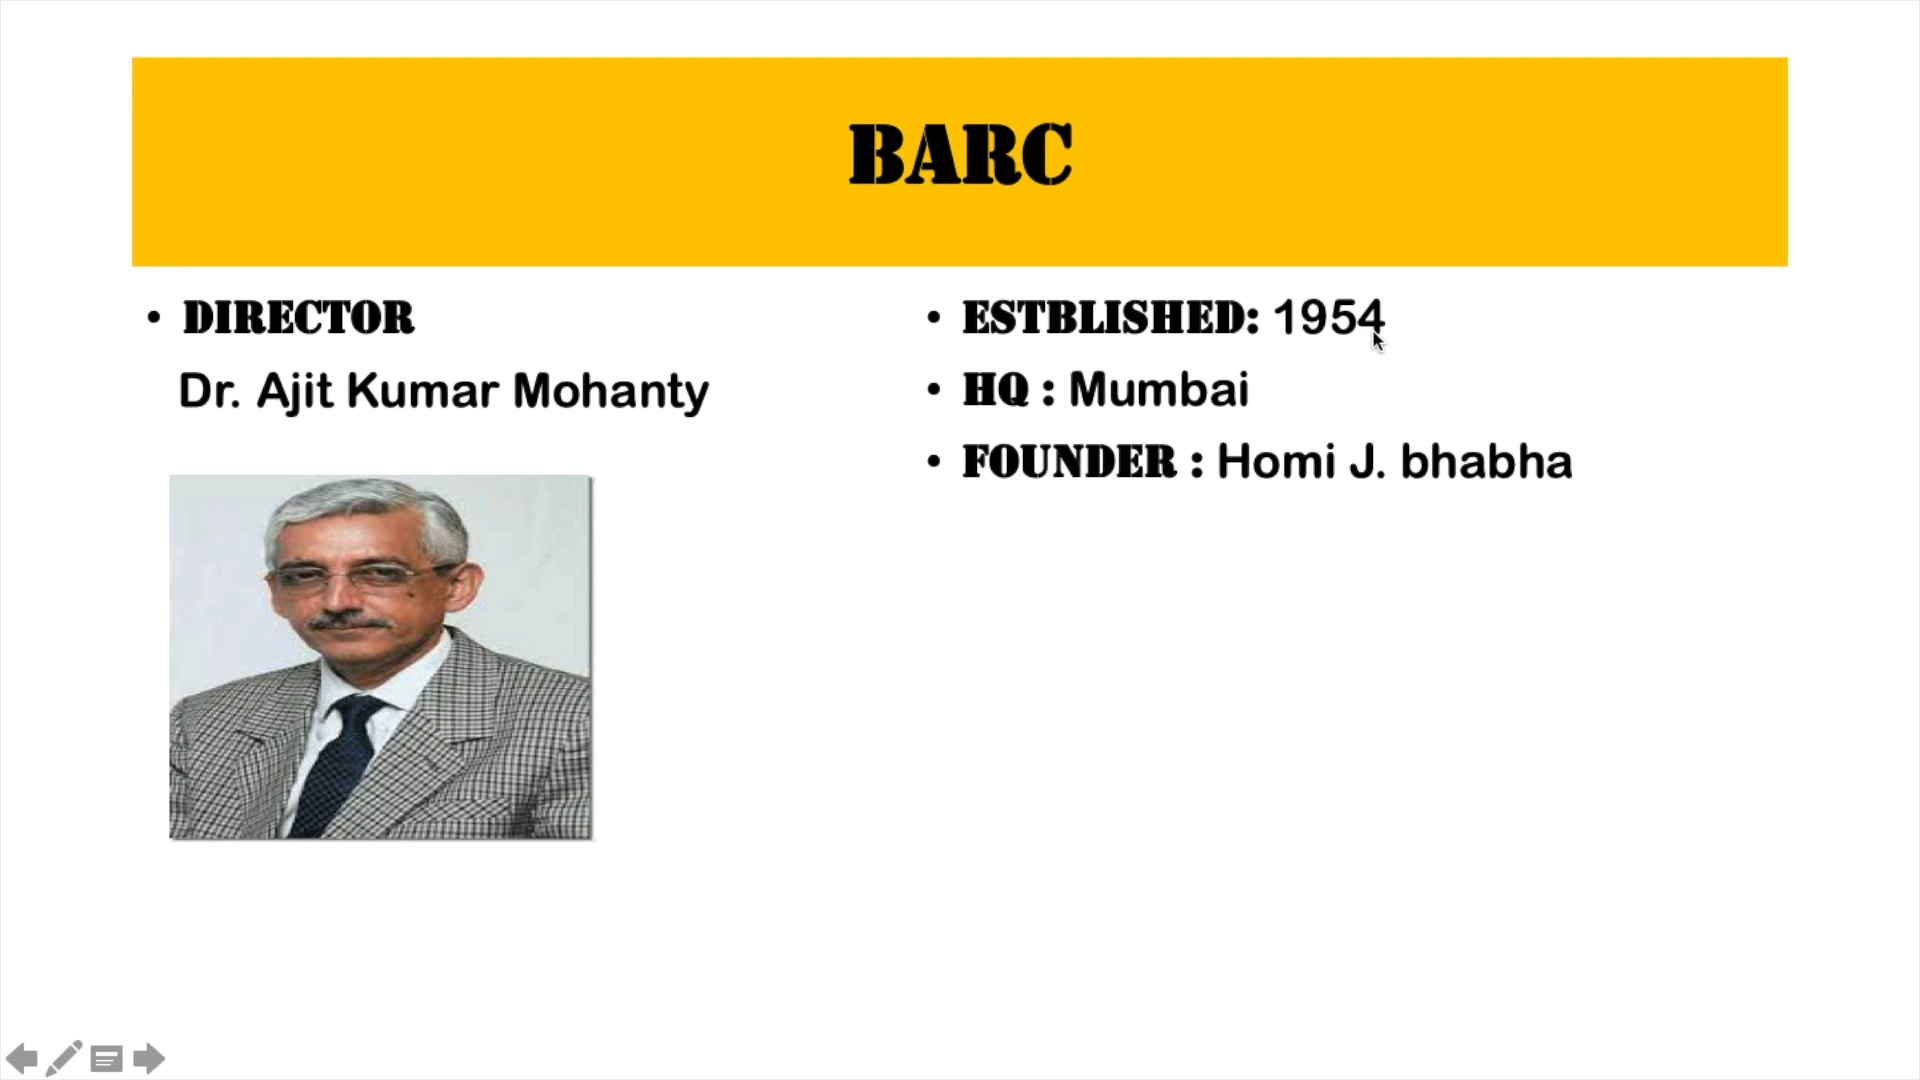 BARC
• DIRECTOR
Dr. Ajit Kumar Mohanty
• ESTBLISHED: 1954
• HQ : Mumbai
• FOUNDER : Homi J. bhabha